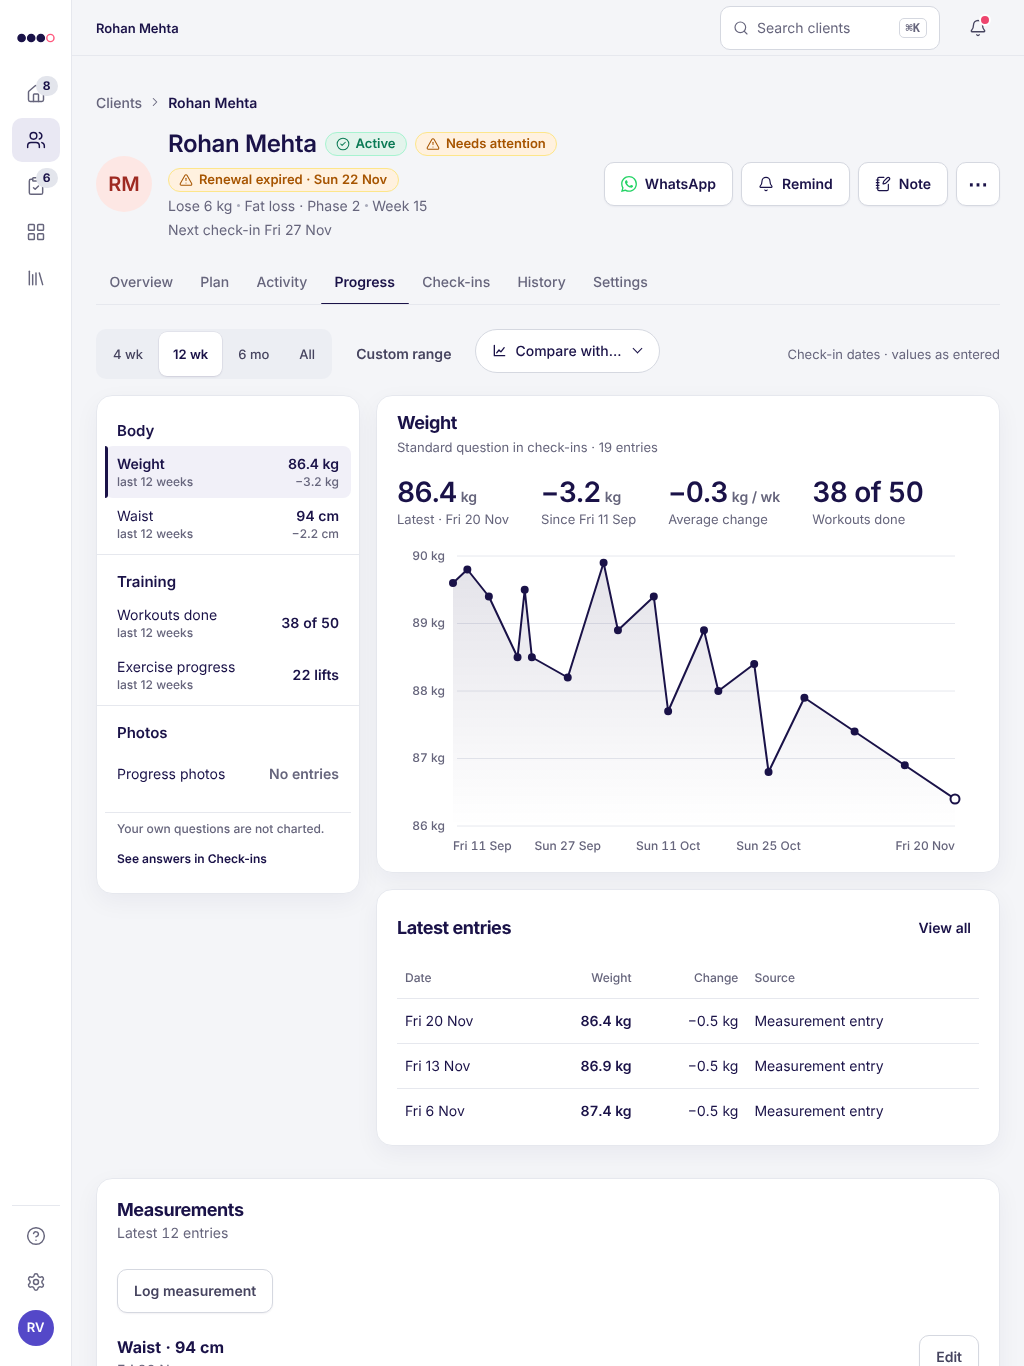 Rohan Mehta
Search clients
⌘K
8
6
Clients
Rohan Mehta
RM
Rohan Mehta
Active
Needs attention
Renewal expired · Sun 22 Nov
Lose 6 kg · Fat loss · Phase 2 · Week 15
Next check-in Fri 27 Nov
WhatsApp
Remind
Note
Overview
Plan
Activity
Progress
Check-ins
History
Settings
4 wk
12 wk
6 mo
All
Custom range
Compare with...
Check-in dates · values as entered
Body
Weight 86.4 kg
last 12 weeks −3.2 kg
Waist 94 cm
last 12 weeks −2.2 cm
Training
Workouts done 38 of 50
last 12 weeks
Exercise progress 22 lifts
last 12 weeks
Photos
Progress photos No entries
Your own questions are not charted.
See answers in Check-ins
Weight
Standard question in check-ins · 19 entries
86.4 kg −3.2 kg −0.3 kg / wk 38 of 50
Latest · Fri 20 Nov Since Fri 11 Sep Average change Workouts done
90 kg
89 kg
88 kg
87 kg
86 kg
Fri 11 Sep Sun 27 Sep Sun 11 Oct Sun 25 Oct Fri 20 Nov
Latest entries
View all
Date Weight Change Source
Fri 20 Nov 86.4 kg −0.5 kg Measurement entry
Fri 13 Nov 86.9 kg −0.5 kg Measurement entry
Fri 6 Nov 87.4 kg −0.5 kg Measurement entry
Measurements
Latest 12 entries
Log measurement
Waist · 94 cm
Edit
RV